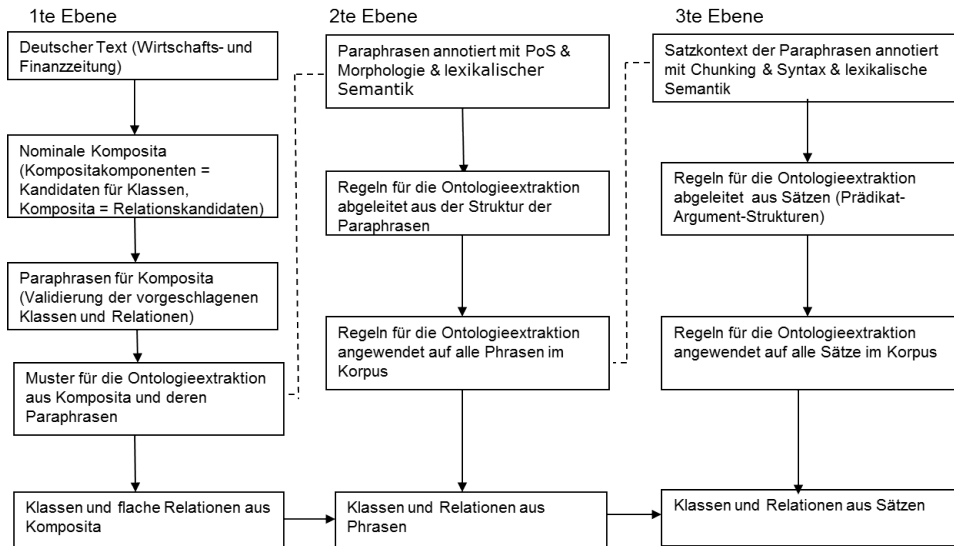 1te Ebene
Deutscher Text (Wirtschafts- und
Finanzzeitung)
Nominale Komposita
(Kompositakomponenten =
Kandidaten für Klassen,
Komposita = Relationskandidaten)
Paraphrasen für Komposita
(Validierung der vorgeschlagenen
Klassen und Relationen)
Muster für die Ontologieextraktion
aus Komposita und deren
Paraphrasen
Klassen und flache Relationen aus
Komposita
2te Ebene
Paraphrasen annotiert mit PoS &
Morphologie & lexikalischer
Semantik
Regeln für die Ontologieextraktion
abgeleitet aus der Struktur der
Paraphrasen
Regeln für die Ontologieextraktion
angewendet auf alle Phrasen im
Korpus
Klassen und Relationen aus
Phrasen
3te Ebene
Satzkontext der Paraphrasen annotiert
mit Chunking & Syntax & lexikalische
Semantik
Regeln für die Ontologieextraktion
abgeleitet aus Sätzen (Prädikat-
Argument-Strukturen)
Regeln für die Ontologieextraktion
angewendet auf alle Sätze im Korpus
Klassen und Relationen aus Sätzen